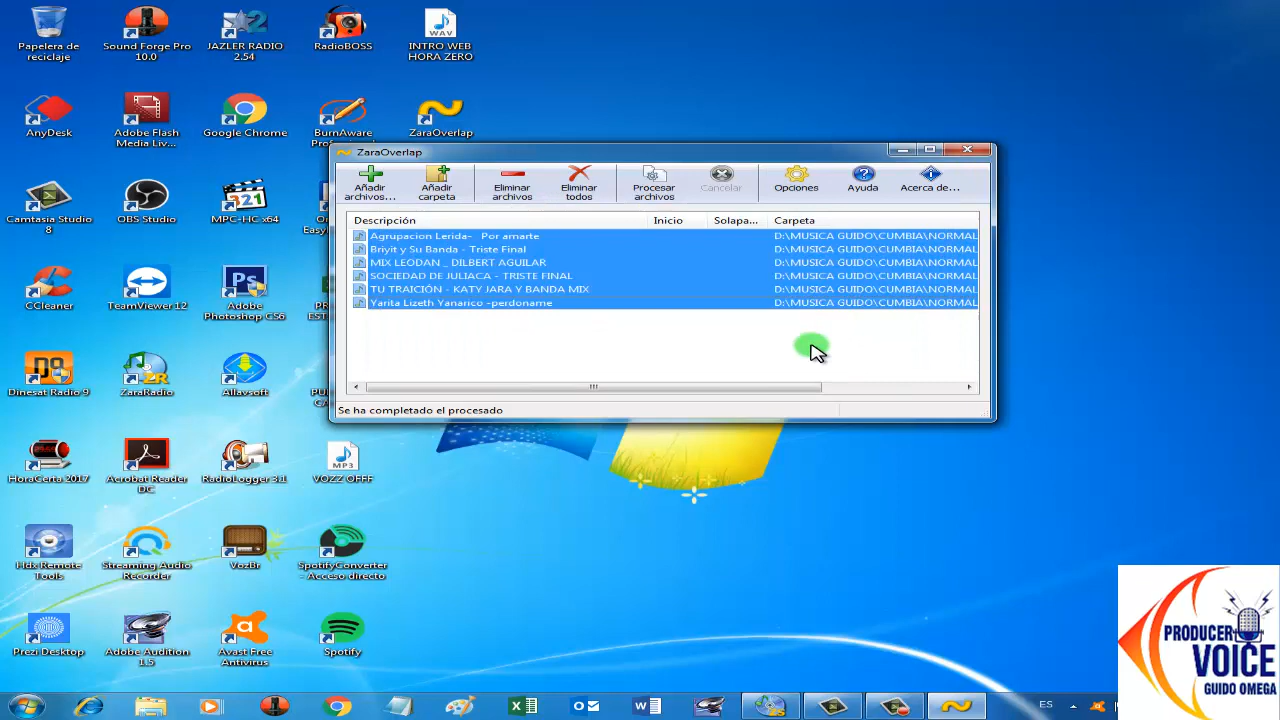 Papelera de
reciclaje
Sound Forge Pro
10.0
JAZLER RADIO
2.54
RadioBOSS
WAV
INTRO WEB
HORA ZERO
AnyDesk
Adobe Flash
Media Liv...
Google Chrome
BurnAware
ZaraOverlap
Camtasia Studio
8
OBS Studio
321
MPC-HC x64
CCleaner
TeamViewer 12
Ps
Adobe
Photoshop CS6
Dinesat Radio 9
ZaraRadio
Allavsoft
HoraCerta 2017
Acrobat Reader
DC
RadioLogger 3.1
MP3
VOZZ OFFF
Hdx Remote
Tools
Streaming Audio
Recorder
VozBr
SpotifyConverter
- Acceso directo
Prezi Desktop
Adobe Audition
1.5
Avast Free
Antivirus
Spotify
ZaraOverlap
Añadir
archivos...
Añadir
carpeta
Eliminar
archivos
Eliminar
todos
Procesar
archivos
Cancelar
Opciones
Ayuda
Acerca de...
Descripción Inicio Solapa... Carpeta
Agrupacion Lerida- Por amarte D:\MUSICA GUIDO\CUMBIA\NORMAL
Briyit y Su Banda - Triste Final D:\MUSICA GUIDO\CUMBIA\NORMAL
MIX LEODAN _ DILBERT AGUILAR D:\MUSICA GUIDO\CUMBIA\NORMAL
SOCIEDAD DE JULIACA - TRISTE FINAL D:\MUSICA GUIDO\CUMBIA\NORMAL
TU TRAICIÓN - KATY JARA Y BANDA MIX D:\MUSICA GUIDO\CUMBIA\NORMAL
Yarita Lizeth Yanarico -perdoname D:\MUSICA GUIDO\CUMBIA\NORMAL
Se ha completado el procesado
PRODUCER
VOICE
GUIDO OMEGA
ES